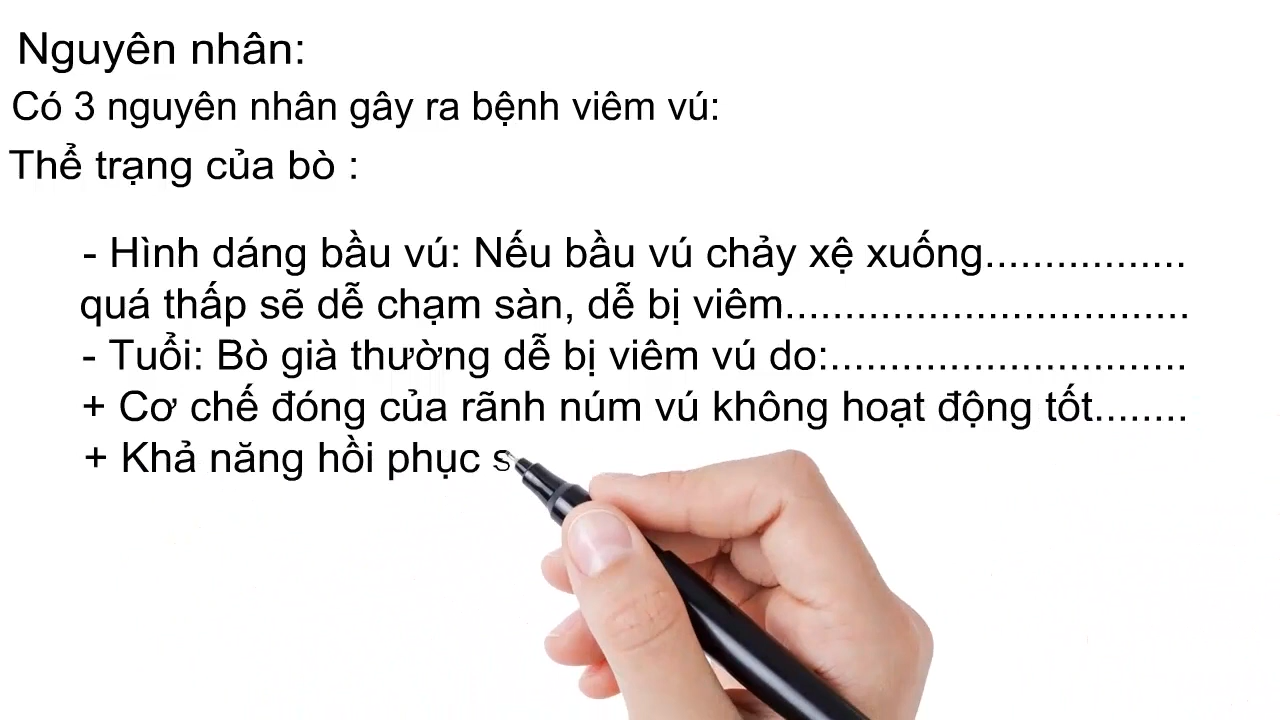 Nguyên nhân:
Có 3 nguyên nhân gây ra bệnh viêm vú:
Thể trạng của bò :
- Hình dáng bầu vú: Nếu bầu vú chảy xệ xuống.................
quá thấp sẽ dễ chạm sàn, dễ bị viêm..................................
- Tuổi: Bò già thường dễ bị viêm vú do:..............................
+ Cơ chế đóng của rãnh núm vú không hoạt động tốt........
+ Khả năng hồi phục s